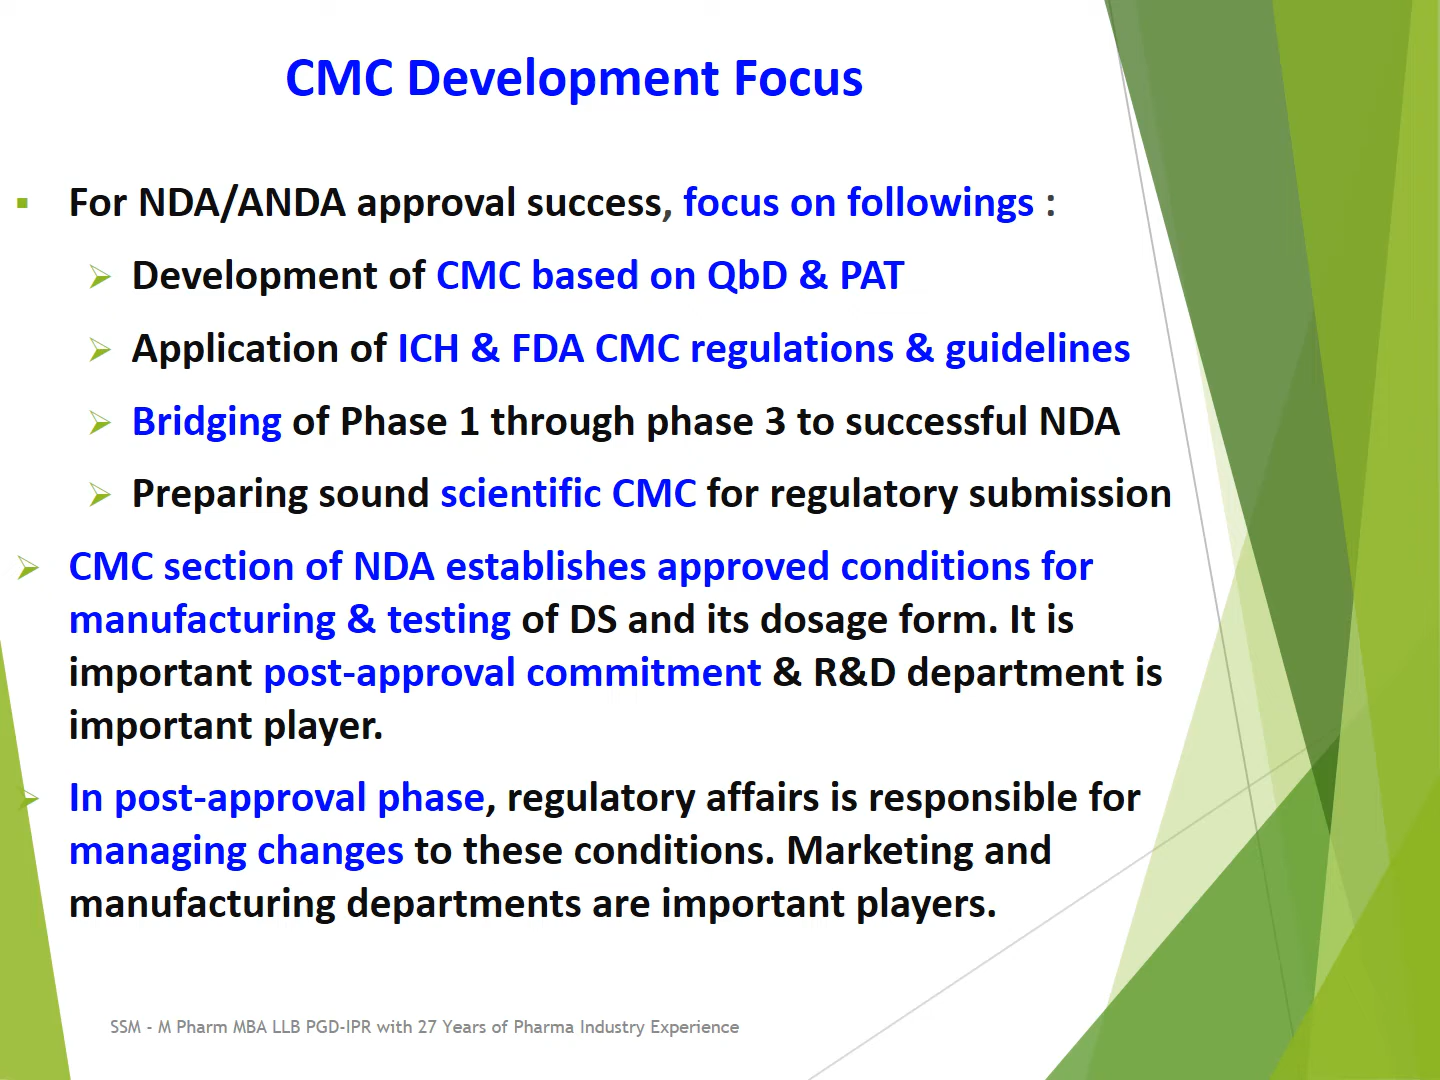 CMC Development Focus
For NDA/ANDA approval success, focus on followings :
Development of CMC based on QbD & PAT
Application of ICH & FDA CMC regulations & guidelines
Bridging of Phase 1 through phase 3 to successful NDA
Preparing sound scientific CMC for regulatory submission
CMC section of NDA establishes approved conditions for
manufacturing & testing of DS and its dosage form. It is
important post-approval commitment & R&D department is
important player.
In post-approval phase, regulatory affairs is responsible for
managing changes to these conditions. Marketing and
manufacturing departments are important players.
SSM - M Pharm MBA LLB PGD-IPR with 27 Years of Pharma Industry Experience